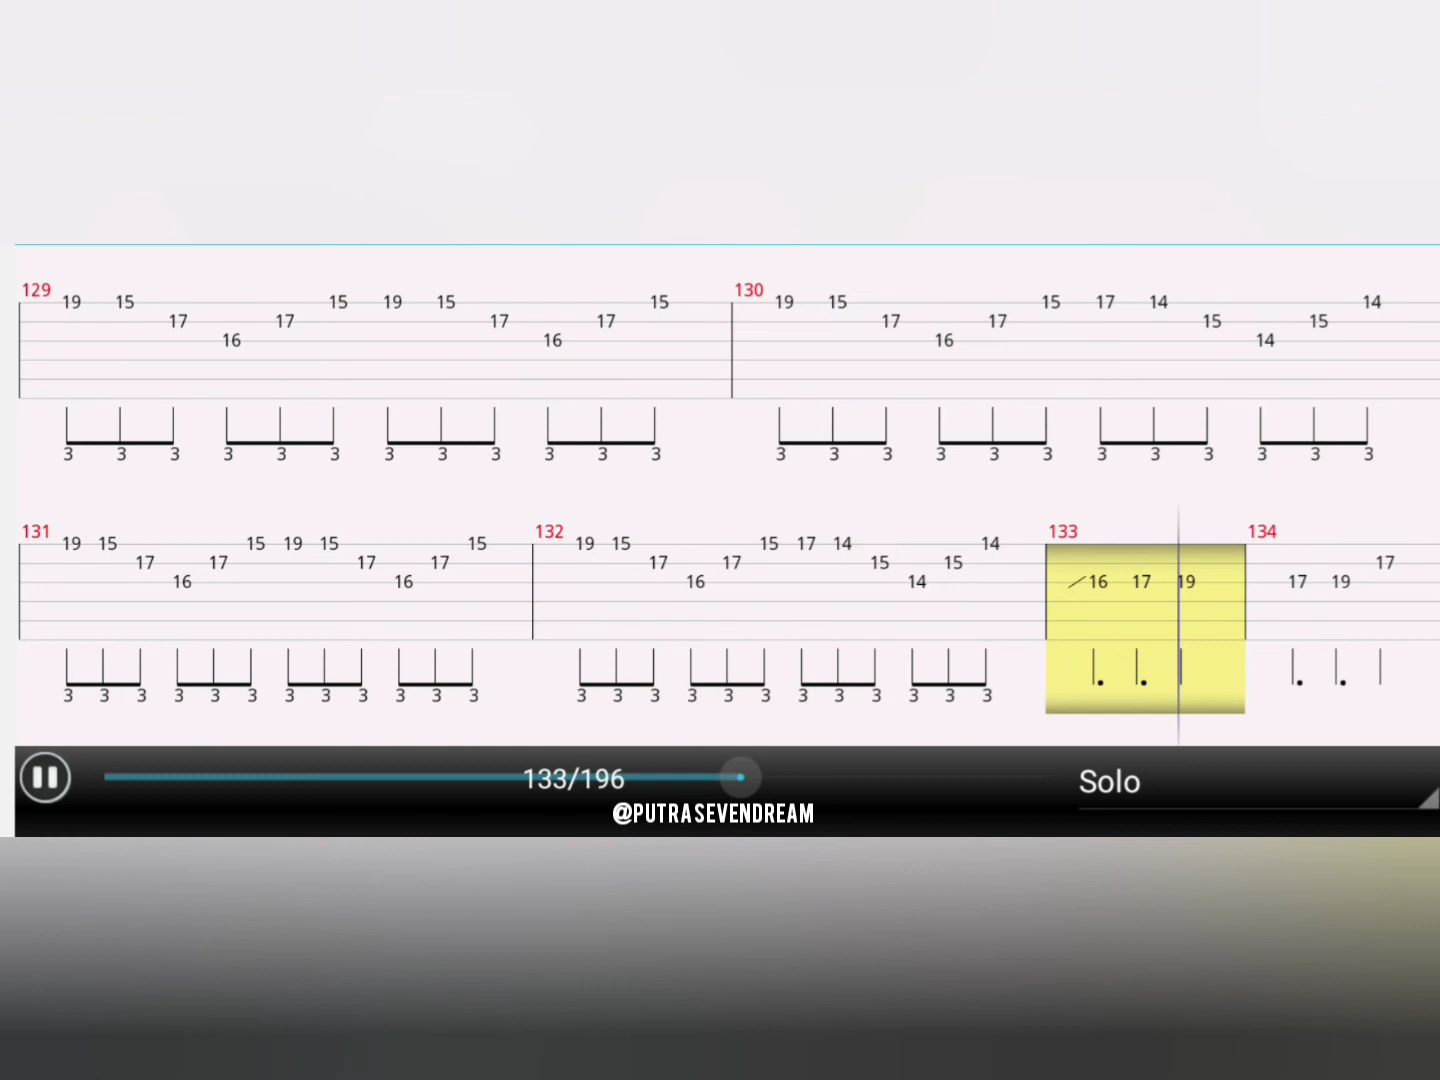 129 130
19 15 15 19 15 15 19 15 15 17 14 14
17 17 17 17 17 17 15 15
16 16 16 14
3 3 3 3 3 3 3 3 3 3 3 3 3 3 3 3 3 3 3 3 3 3 3 3
131 132 133 134
19 15 15 19 15 15 19 15 15 17 14 14
17 17 17 17 17 17 15 15 17
16 16 16 14 16 17 19 17 19
3 3 3 3 3 3 3 3 3 3 3 3 3 3 3 3 3 3 3 3 3 3 3 3
133/196 Solo
@PUTRASEVENDREAM